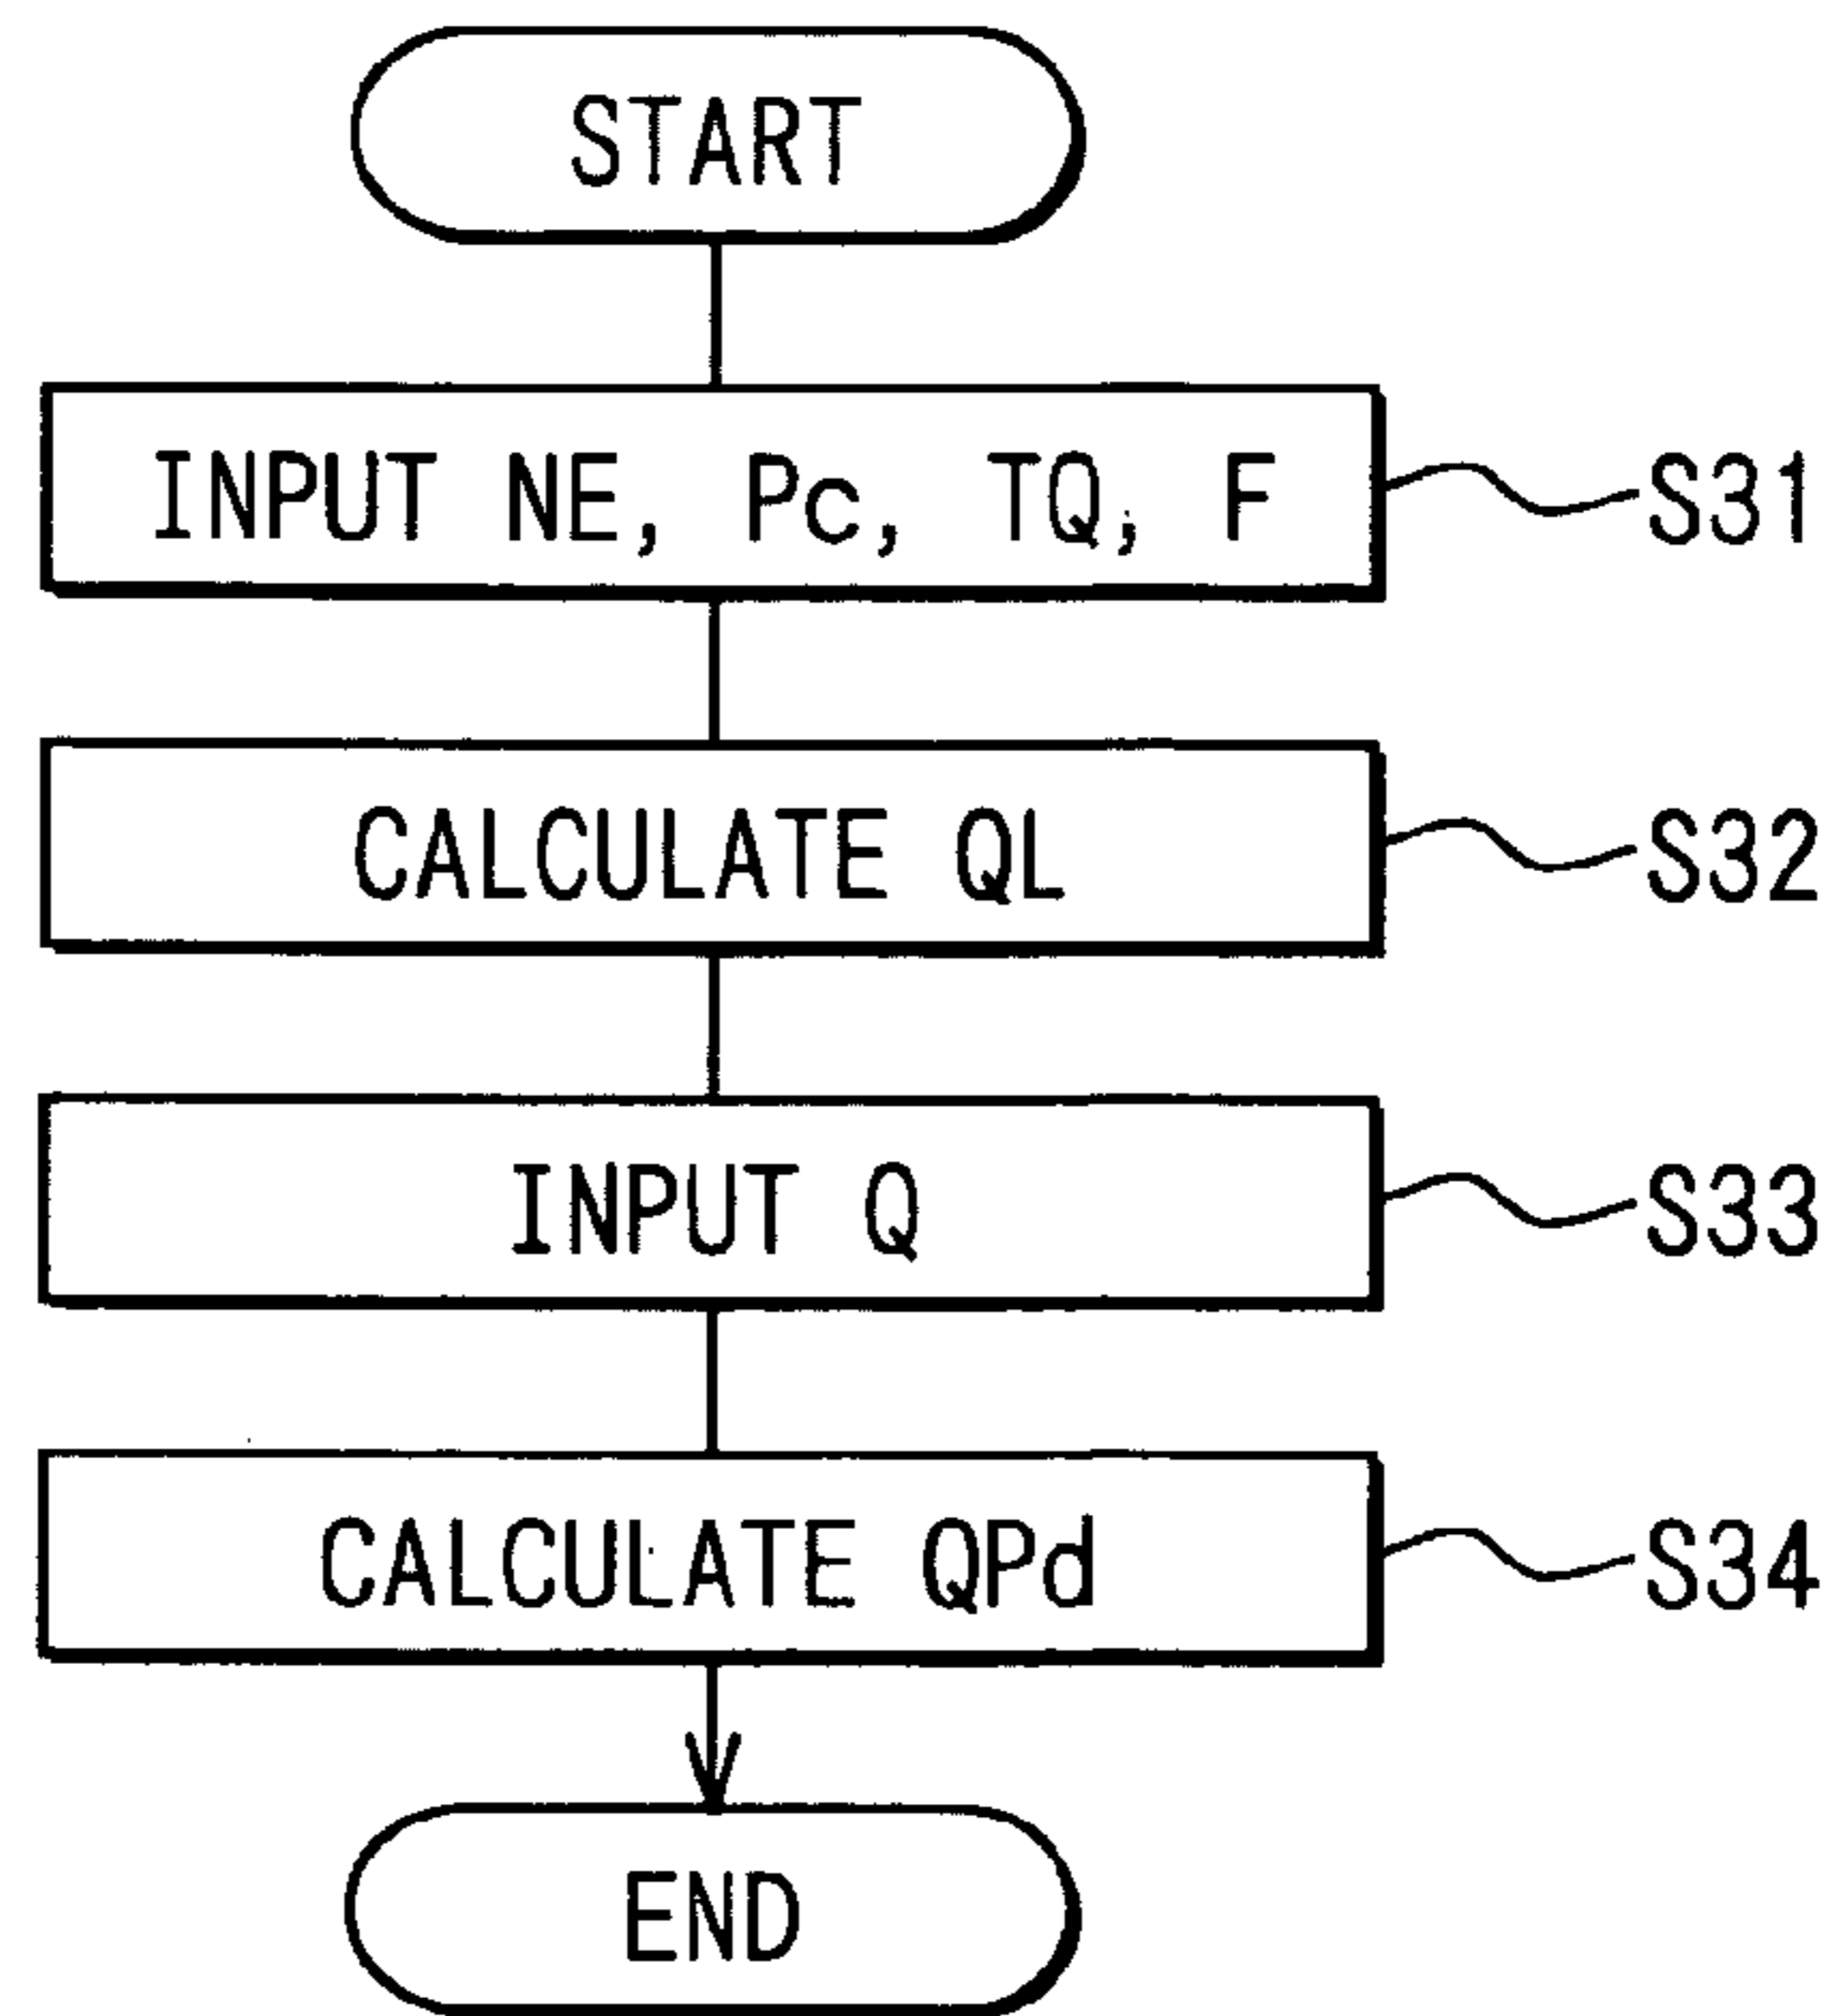 START
INPUT NE, Pc, TQ, F
S31
CALCULATE QL
S32
INPUT Q
S33
CALCULATE QPd
S34
END